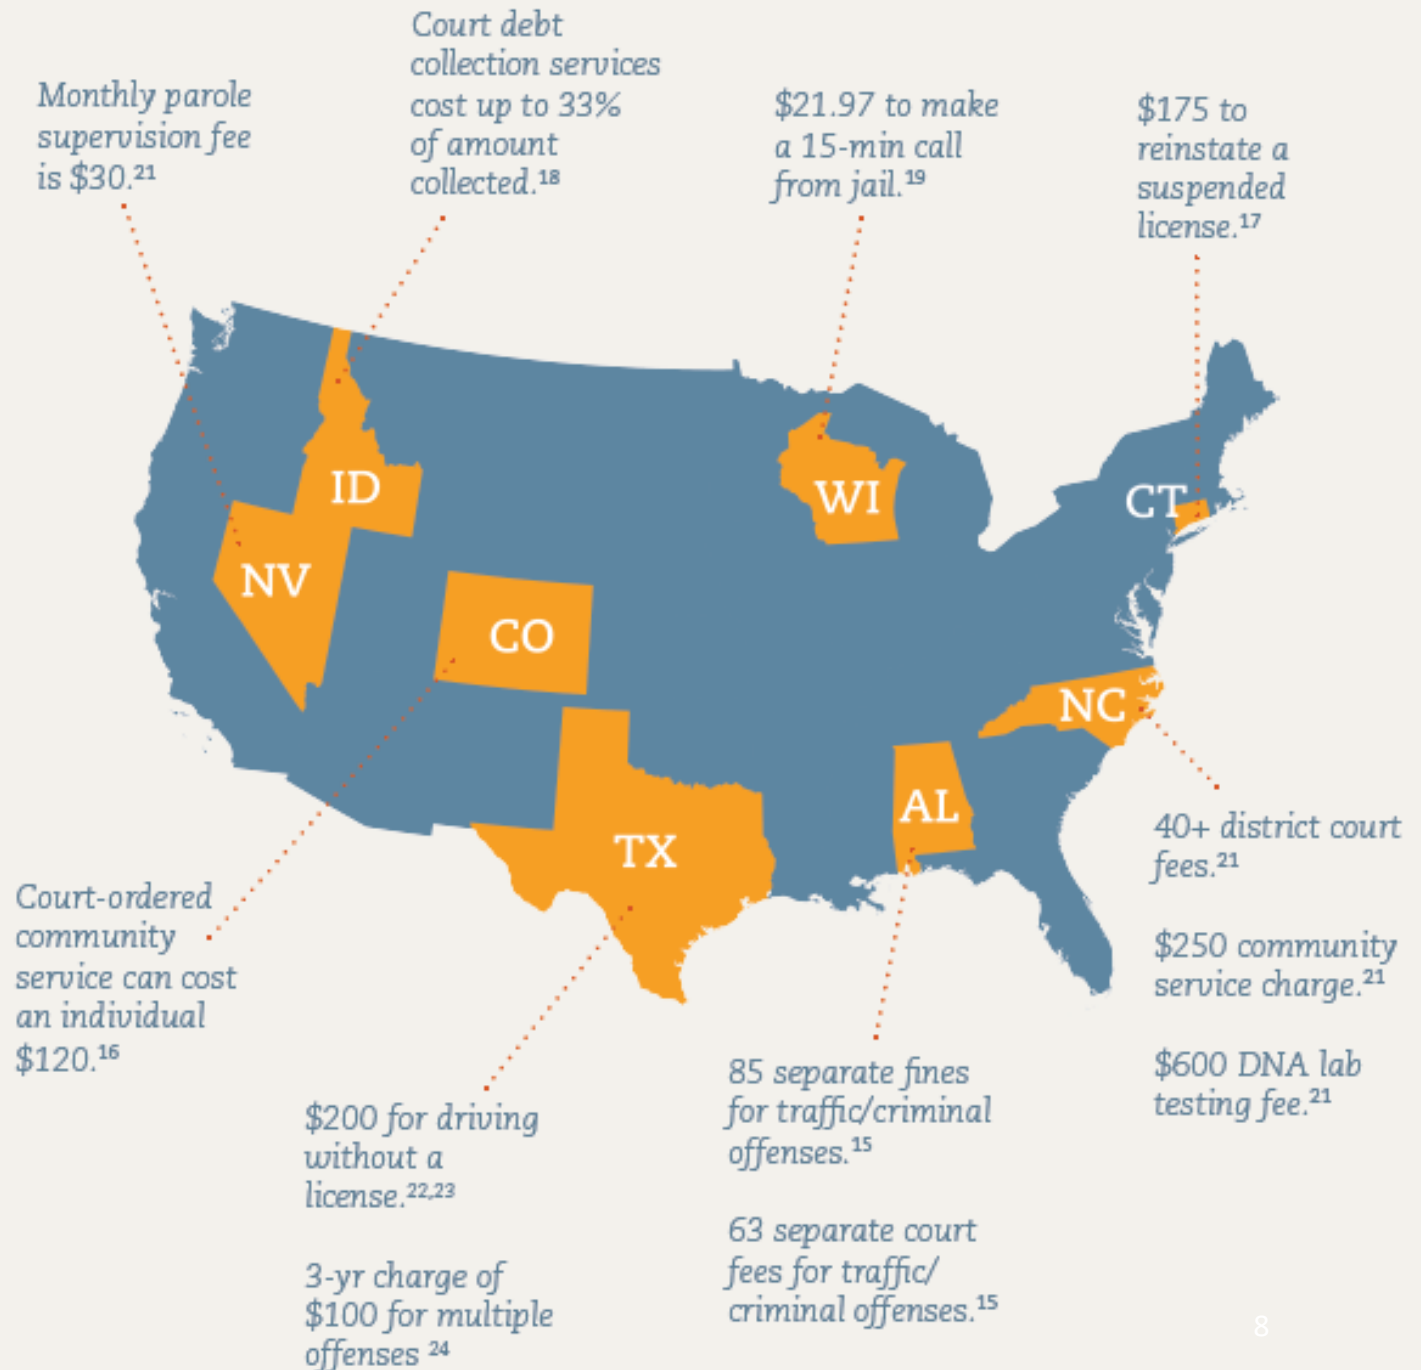 Court debt
collection services
cost up to 33%
of amount
collected.¹⁸
Monthly parole
supervision fee
is $30.²¹
$21.97 to make
a 15-min call
from jail.¹⁹
$175 to
reinstate a
suspended
license.¹⁷
ID
WI
CT
NV
CO
NC
AL
TX
40+ district court
fees.²¹
$250 community
service charge.²¹
$600 DNA lab
testing fee.²¹
Court-ordered
community
service can cost
an individual
$120.¹⁶
85 separate fines
for traffic/criminal
offenses.¹⁵
63 separate court
fees for traffic/
criminal offenses.¹⁵
$200 for driving
without a
license.²²,²³
3-yr charge of
$100 for multiple
offenses ²⁴
8